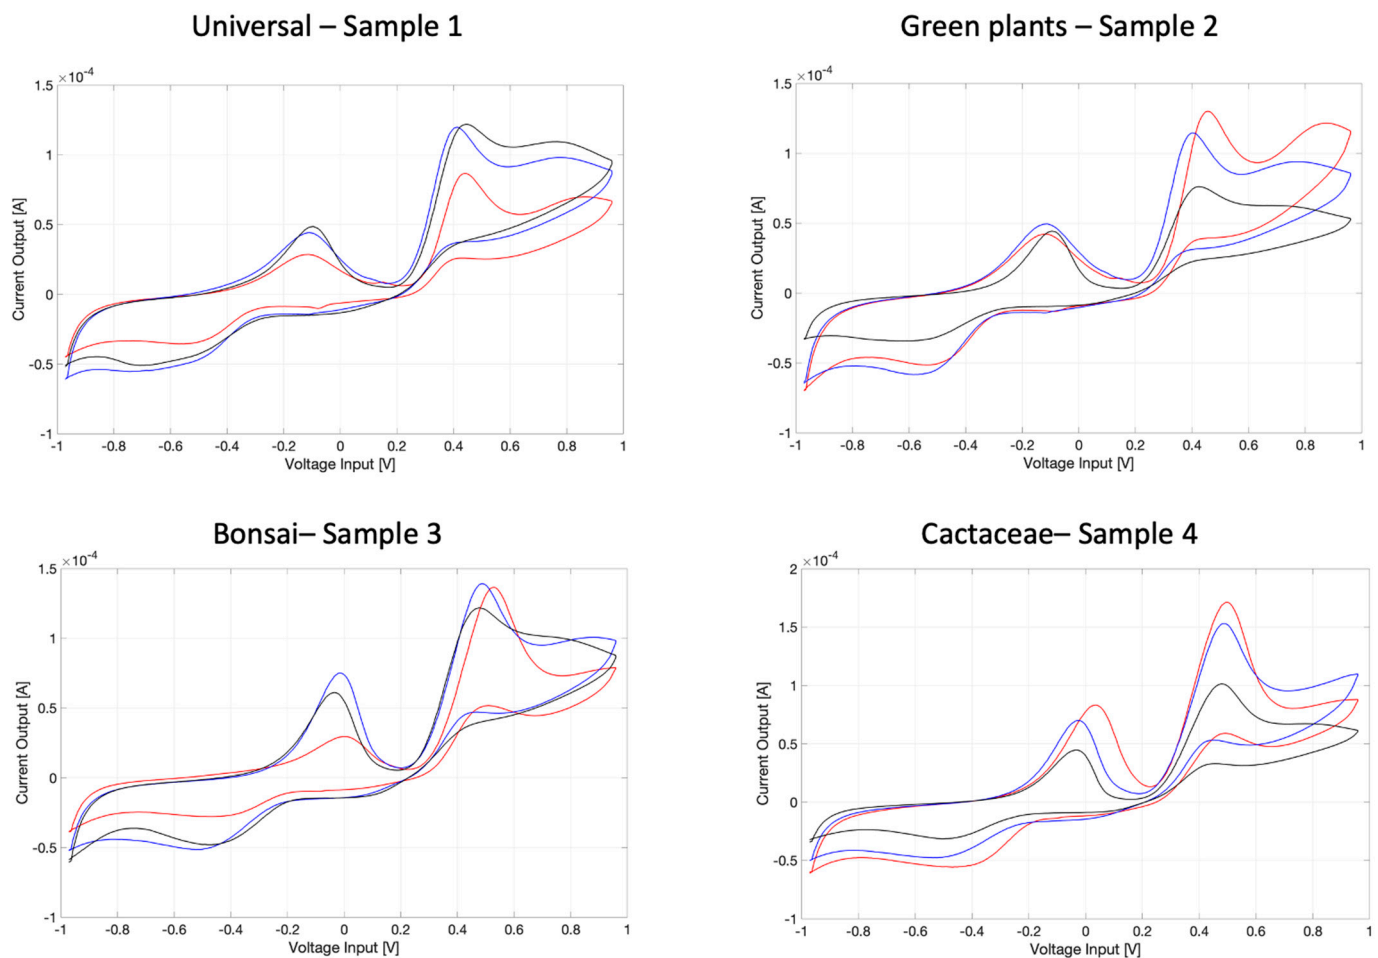 Universal – Sample 1
×10-4
1.5
1
0.5
0
-0.5
-1
Current Output [A]
-1 -0.8 -0.6 -0.4 -0.2 0 0.2 0.4 0.6 0.8 1
Voltage Input [V]
Green plants – Sample 2
×10-4
1.5
1
0.5
0
-0.5
-1
Current Output [A]
-1 -0.8 -0.6 -0.4 -0.2 0 0.2 0.4 0.6 0.8 1
Voltage Input [V]
Bonsai– Sample 3
×10-4
1.5
1
0.5
0
-0.5
-1
Current Output [A]
-1 -0.8 -0.6 -0.4 -0.2 0 0.2 0.4 0.6 0.8 1
Voltage Input [V]
Cactaceae– Sample 4
×10-4
2
1.5
1
0.5
0
-0.5
-1
Current Output [A]
-1 -0.8 -0.6 -0.4 -0.2 0 0.2 0.4 0.6 0.8 1
Voltage Input [V]